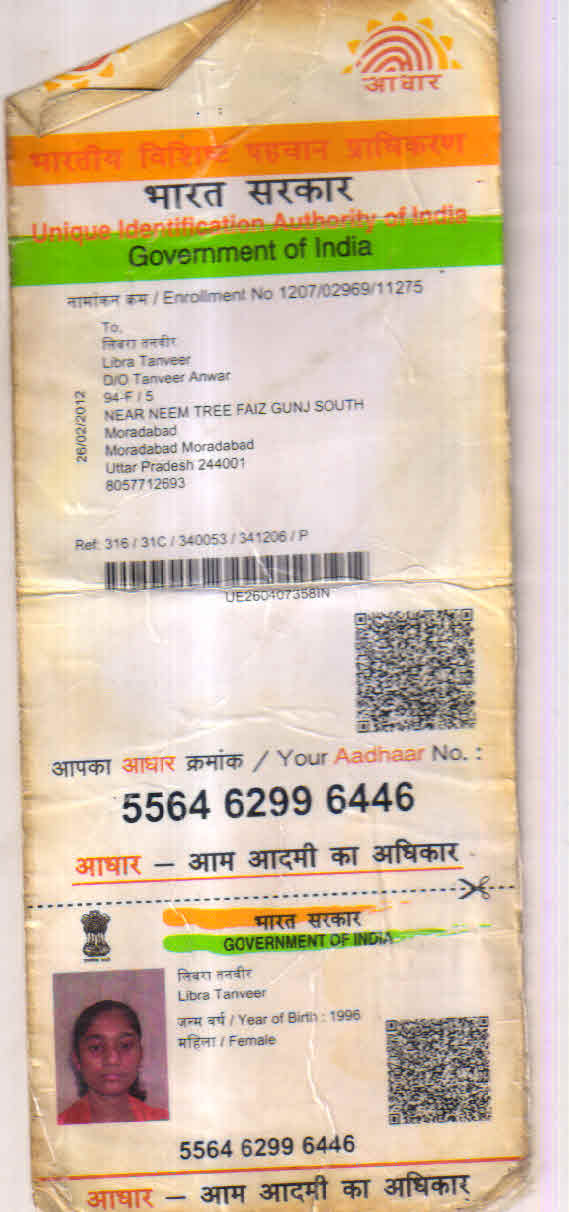 आधार
भारतीय विशिष्ट पहचान प्राधिकरण
भारत सरकार
Unique Identification Authority of India
Government of India
नामांकन क्रम / Enrollment No 1207/02969/11275
To,
लिबरा तनवीर
Libra Tanveer
D/O Tanveer Anwar
94-F / 5
NEAR NEEM TREE FAIZ GUNJ SOUTH
Moradabad
Moradabad Moradabad
Uttar Pradesh 244001
8057712693
26/02/2012
Ref: 316 / 31C / 340053 / 341206 / P
UE260407358IN
आपका आधार क्रमांक / Your Aadhaar No. :
5564 6299 6446
आधार – आम आदमी का अधिकार
भारत सरकार
GOVERNMENT OF INDIA
लिबरा तनवीर
Libra Tanveer
जन्म वर्ष / Year of Birth : 1996
महिला / Female
5564 6299 6446
आधार – आम आदमी का अधिकार